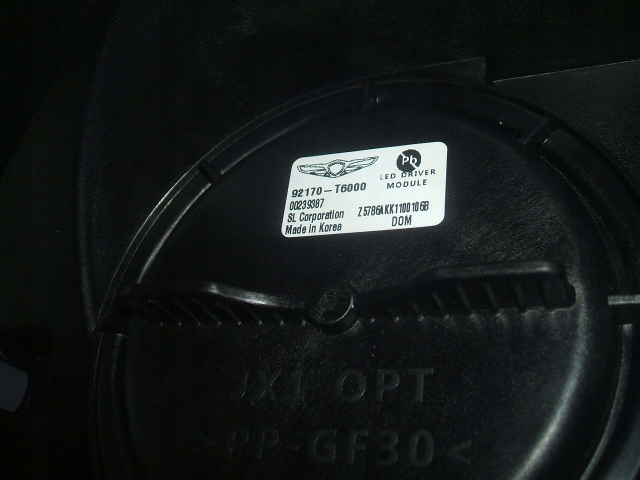 Pb
LED DRIVER
MODULE
92170-T6000
00239387
SL Corporation Z5786AKK1100106B
Made in Korea DOM
JX1 OPT
>PP-GF30<